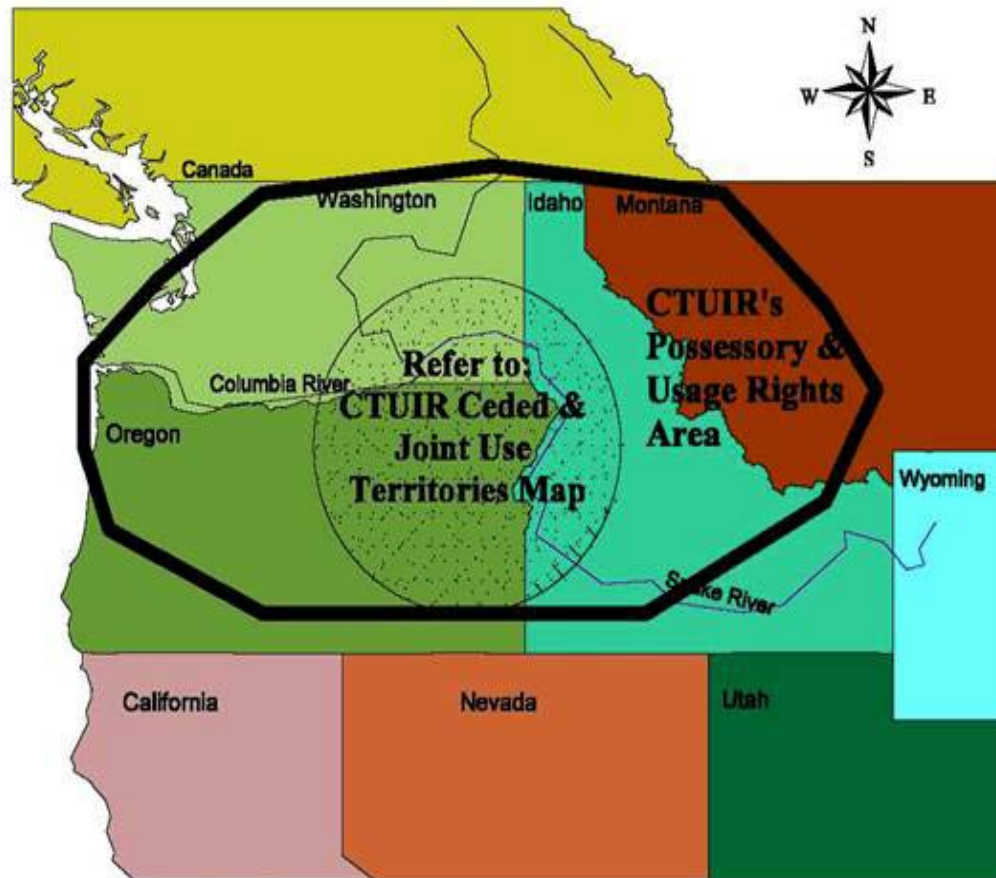 N
W
E
S
Canada
Washington
Idaho
Montana
CTUIR's
Possessory &
Usage Rights
Area
Refer to:
CTUIR Ceded &
Joint Use
Territories Map
Columbia River
Oregon
Wyoming
Snake River
California
Nevada
Utah